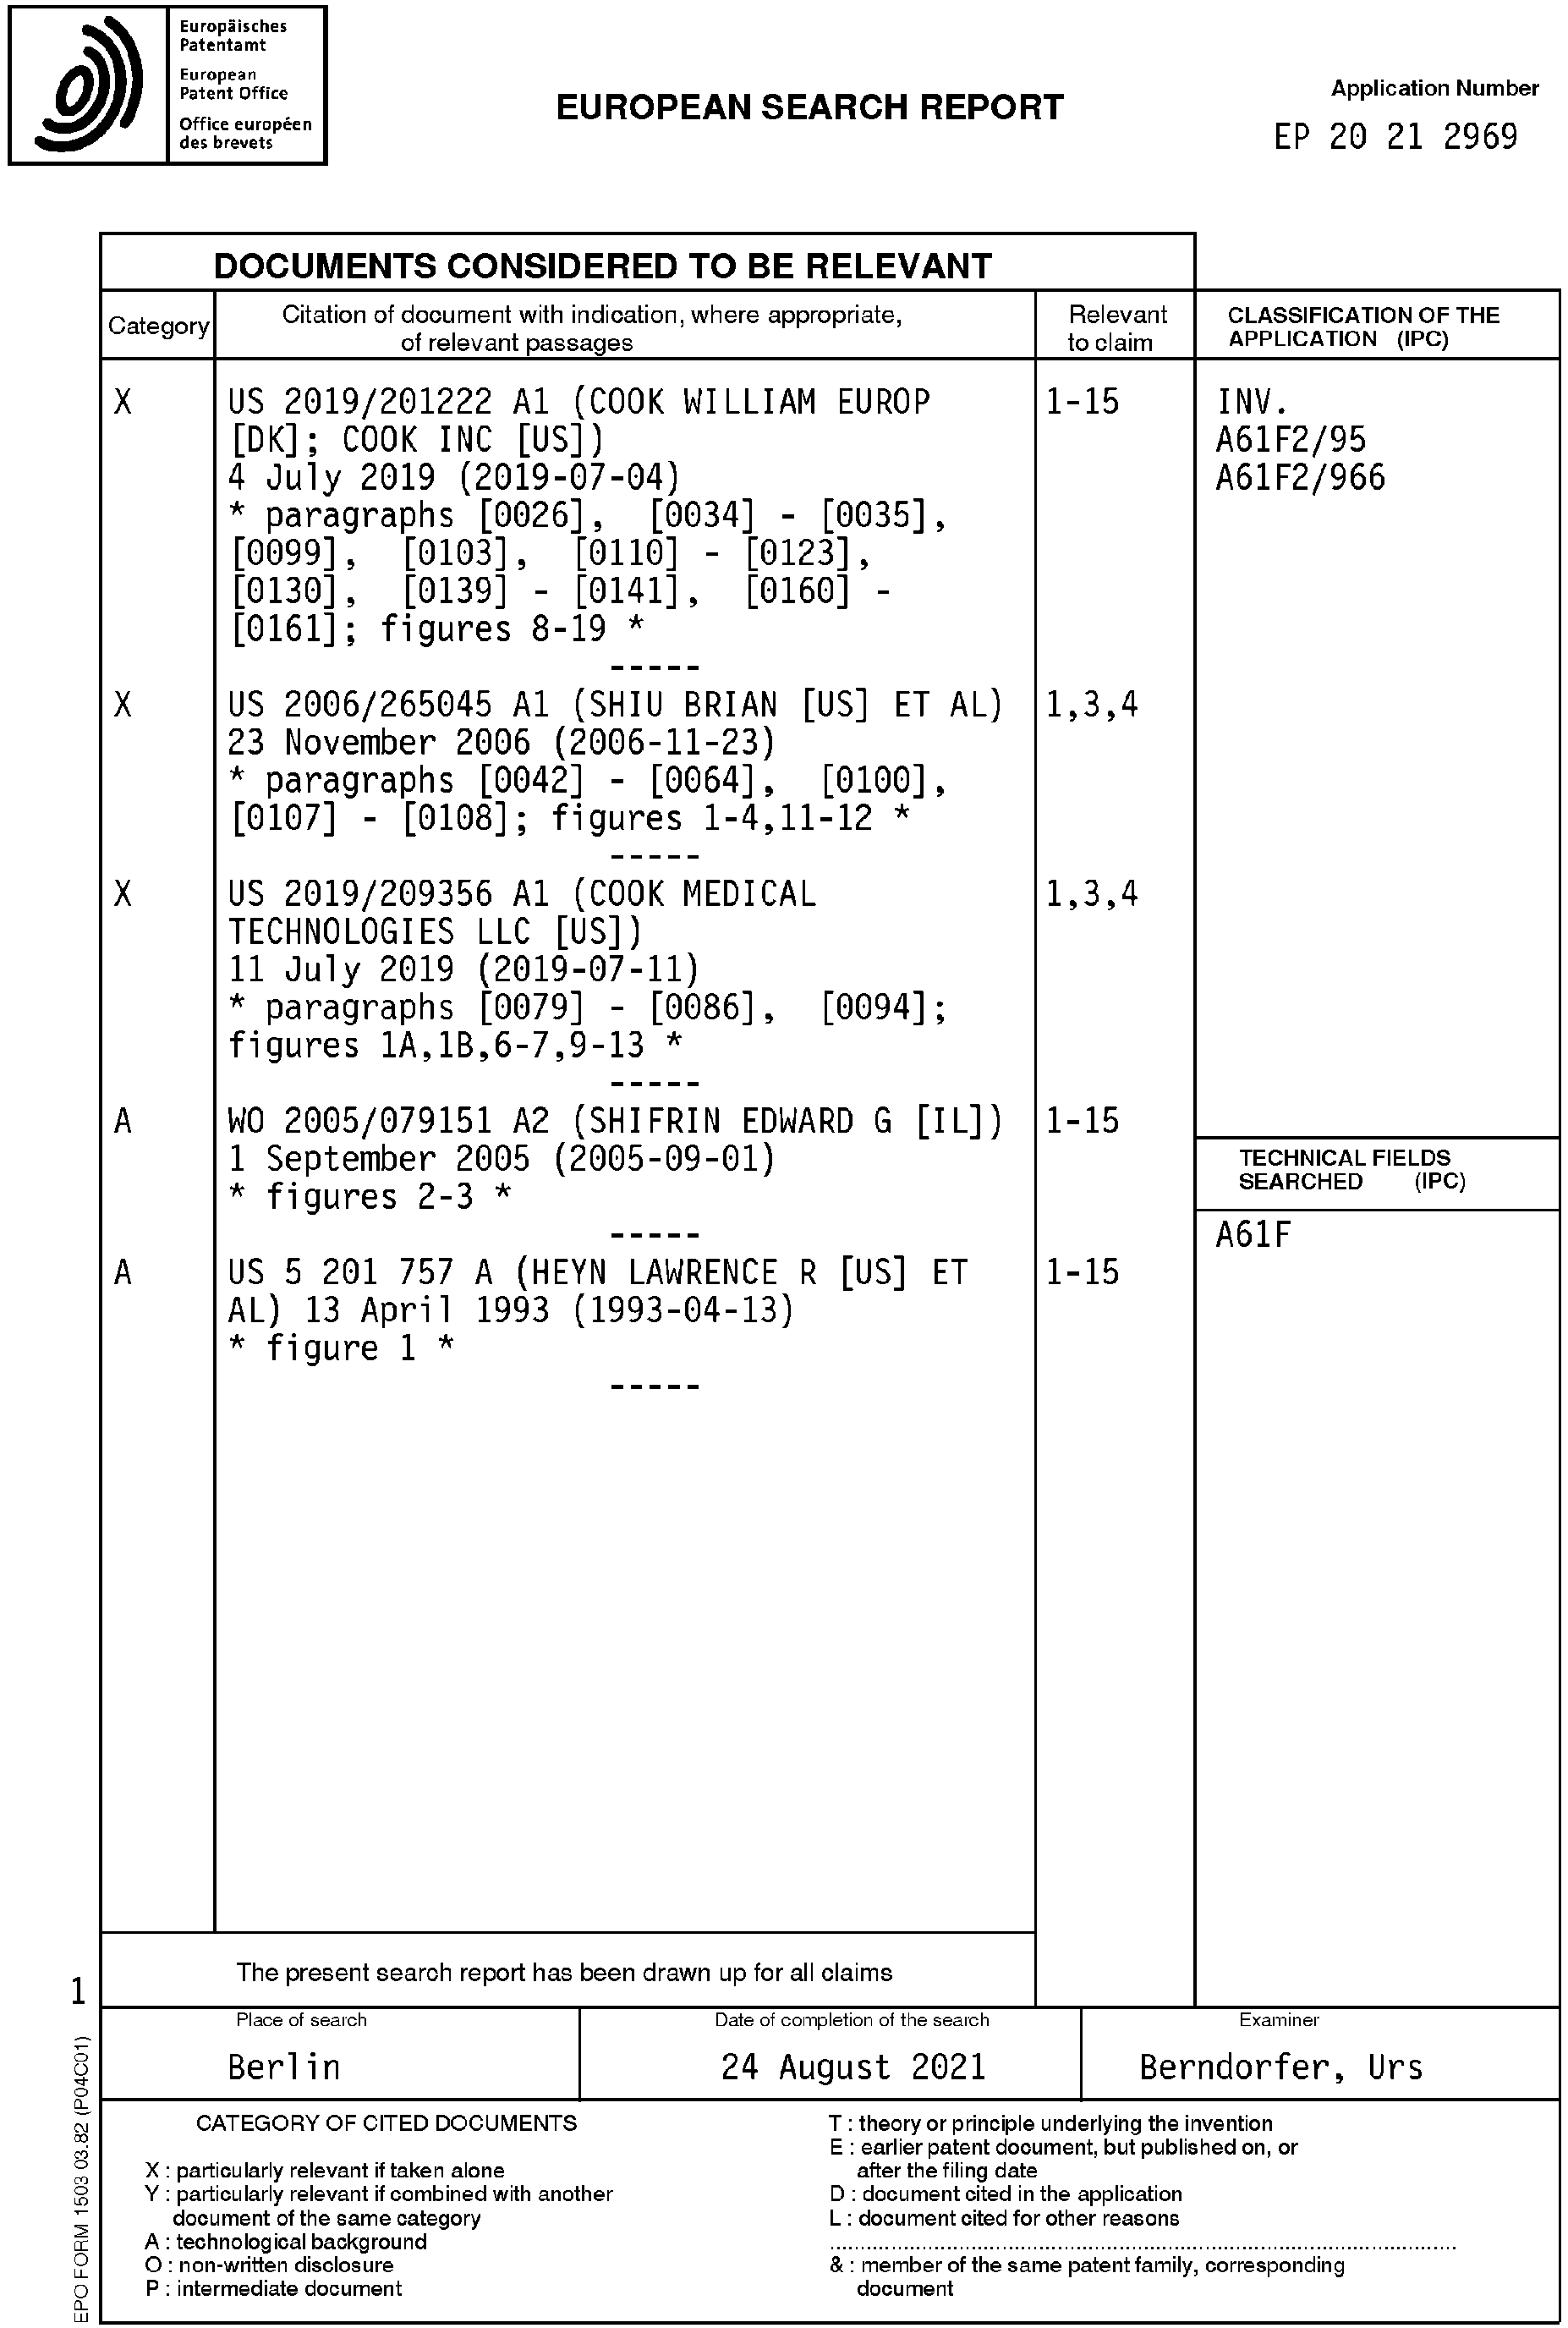 Europäisches
Patentamt
European
Patent Office
Office européen
des brevets
EUROPEAN SEARCH REPORT
Application Number
EP 20 21 2969
DOCUMENTS CONSIDERED TO BE RELEVANT
Category
Citation of document with indication, where appropriate,
of relevant passages
Relevant
to claim
CLASSIFICATION OF THE
APPLICATION (IPC)
X
US 2019/201222 A1 (COOK WILLIAM EUROP
[DK]; COOK INC [US])
4 July 2019 (2019-07-04)
* paragraphs [0026], [0034] - [0035],
[0099], [0103], [0110] - [0123],
[0130], [0139] - [0141], [0160] -
[0161]; figures 8-19 *
-----
1-15
INV.
A61F2/95
A61F2/966
X
US 2006/265045 A1 (SHIU BRIAN [US] ET AL)
23 November 2006 (2006-11-23)
* paragraphs [0042] - [0064], [0100],
[0107] - [0108]; figures 1-4,11-12 *
-----
1,3,4
X
US 2019/209356 A1 (COOK MEDICAL
TECHNOLOGIES LLC [US])
11 July 2019 (2019-07-11)
* paragraphs [0079] - [0086], [0094];
figures 1A,1B,6-7,9-13 *
-----
1,3,4
A
WO 2005/079151 A2 (SHIFRIN EDWARD G [IL])
1 September 2005 (2005-09-01)
* figures 2-3 *
-----
1-15
TECHNICAL FIELDS
SEARCHED (IPC)
A61F
A
US 5 201 757 A (HEYN LAWRENCE R [US] ET
AL) 13 April 1993 (1993-04-13)
* figure 1 *
-----
1-15
The present search report has been drawn up for all claims
1
EPO FORM 1503 03.82 (P04C01)
Place of search
Berlin
Date of completion of the search
24 August 2021
Examiner
Berndorfer, Urs
CATEGORY OF CITED DOCUMENTS
X : particularly relevant if taken alone
Y : particularly relevant if combined with another
document of the same category
A : technological background
O : non-written disclosure
P : intermediate document
T : theory or principle underlying the invention
E : earlier patent document, but published on, or
after the filing date
D : document cited in the application
L : document cited for other reasons
& : member of the same patent family, corresponding
document